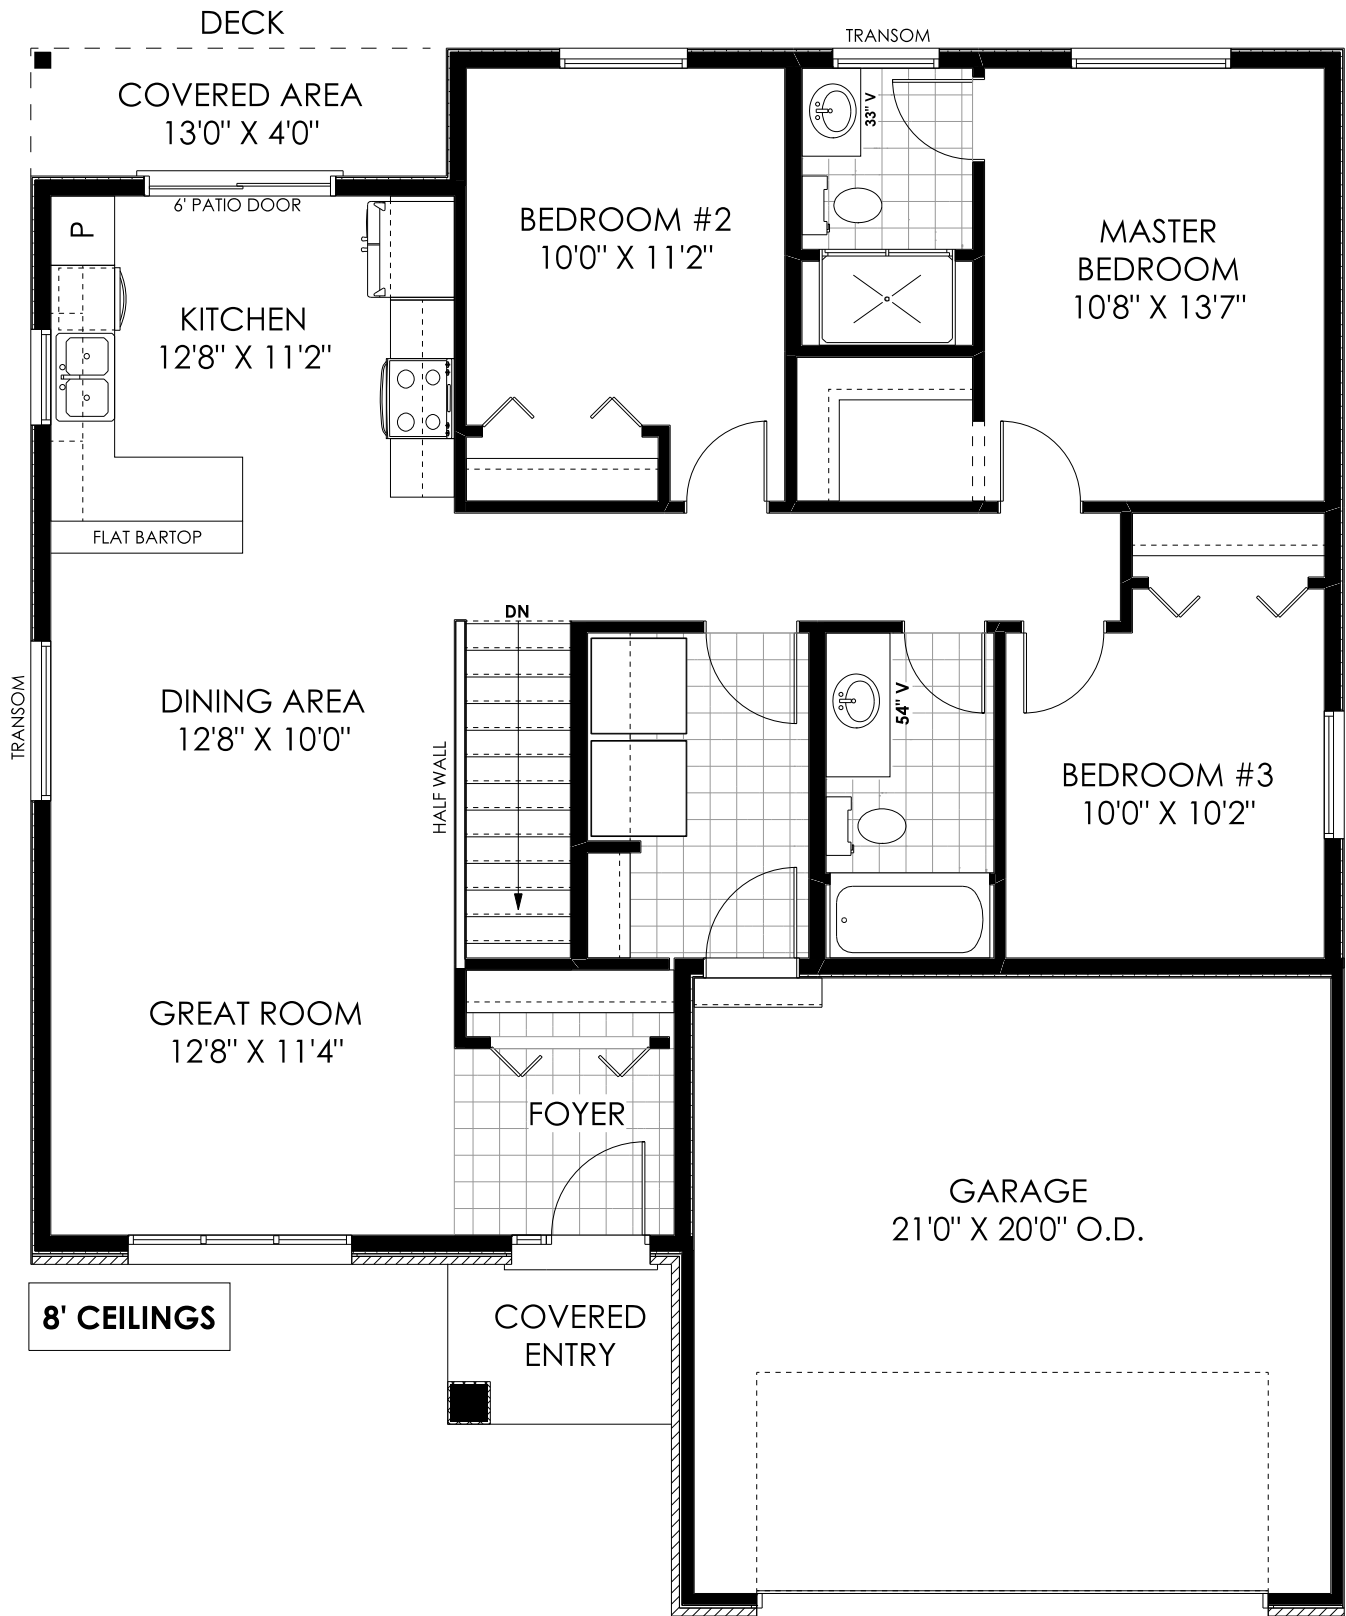 DECK
TRANSOM
COVERED AREA
13'0" X 4'0"
33" V
6' PATIO DOOR
P
BEDROOM #2
10'0" X 11'2"
MASTER
BEDROOM
10'8" X 13'7"
KITCHEN
12'8" X 11'2"
FLAT BARTOP
DN
TRANSOM
DINING AREA
12'8" X 10'0"
HALF WALL
54" V
BEDROOM #3
10'0" X 10'2"
GREAT ROOM
12'8" X 11'4"
FOYER
GARAGE
21'0" X 20'0" O.D.
8' CEILINGS
COVERED
ENTRY